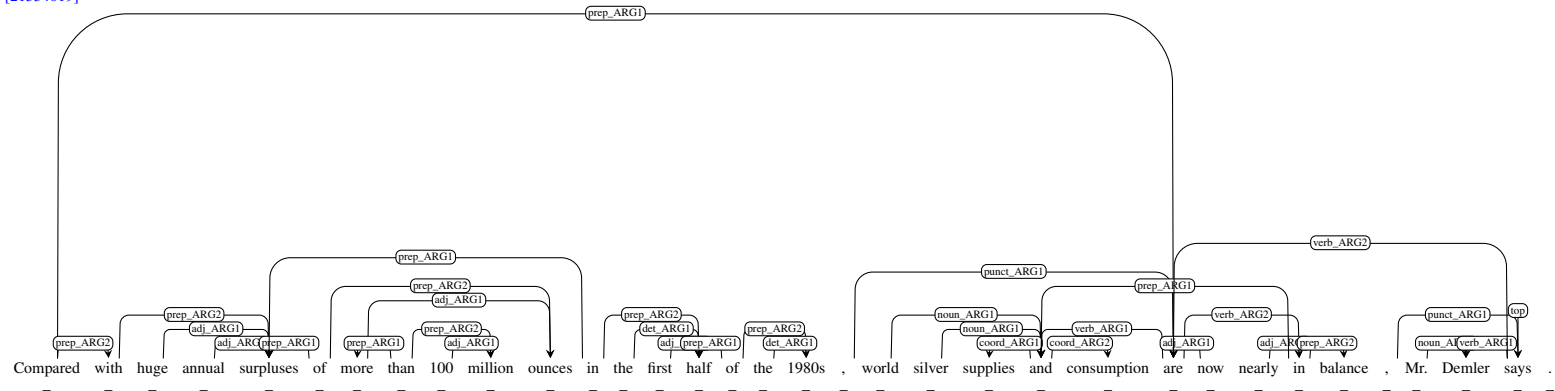 prep_ARG1
verb_ARG2
prep_ARG1
punct_ARG1
prep_ARG2 prep_ARG1
adj_ARG1
prep_ARG2 prep_ARG2 noun_ARG1 verb_ARG2 punct_ARG1 top
adj_ARG1 prep_ARG2 det_ARG1 prep_ARG2 noun_ARG1 verb_ARG1
prep_ARG2 prep_ARG1 prep_ARG1 adj_ARG1 prep_ARG1 det_ARG1 coord_ARG1 coord_ARG2 adj_ARG1 prep_ARG2 verb_ARG1
Compared with huge annual surpluses of more than 100 million ounces in the first half of the 1980s , world silver supplies and consumption are now nearly in balance , Mr. Demler says .